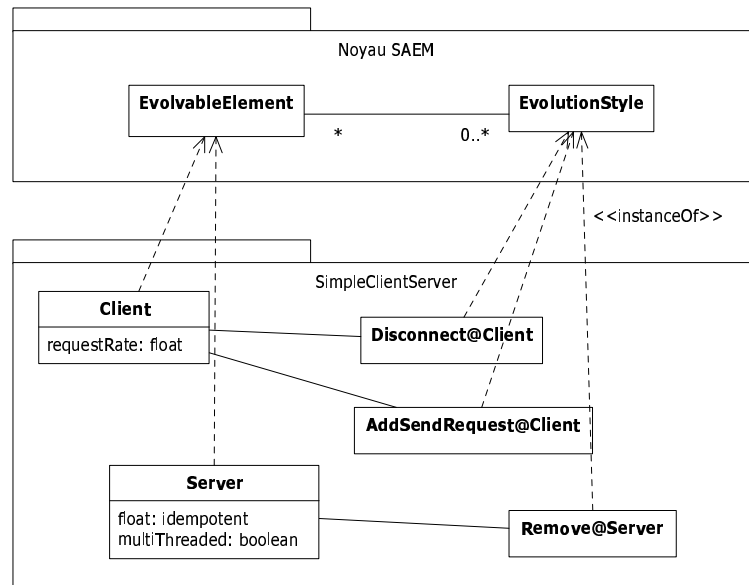 Noyau SAEM
EvolvableElement
EvolutionStyle
*
0..*
<<instanceOf>>
SimpleClientServer
Client
requestRate: float
Disconnect@Client
AddSendRequest@Client
Server
float: idempotent
multiThreaded: boolean
Remove@Server